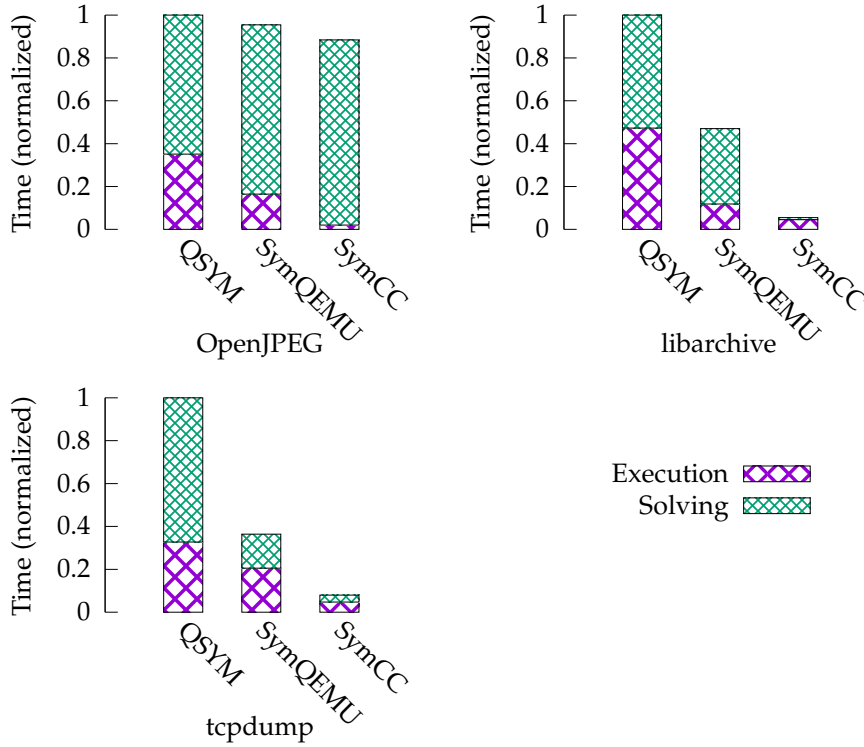 Time (normalized)
1
0.8
0.6
0.4
0.2
0
QSYM
SymQEMU
SymCC
OpenJPEG
Time (normalized)
1
0.8
0.6
0.4
0.2
0
QSYM
SymQEMU
SymCC
libarchive
Time (normalized)
1
0.8
0.6
0.4
0.2
0
QSYM
SymQEMU
SymCC
tcpdump
Execution
Solving